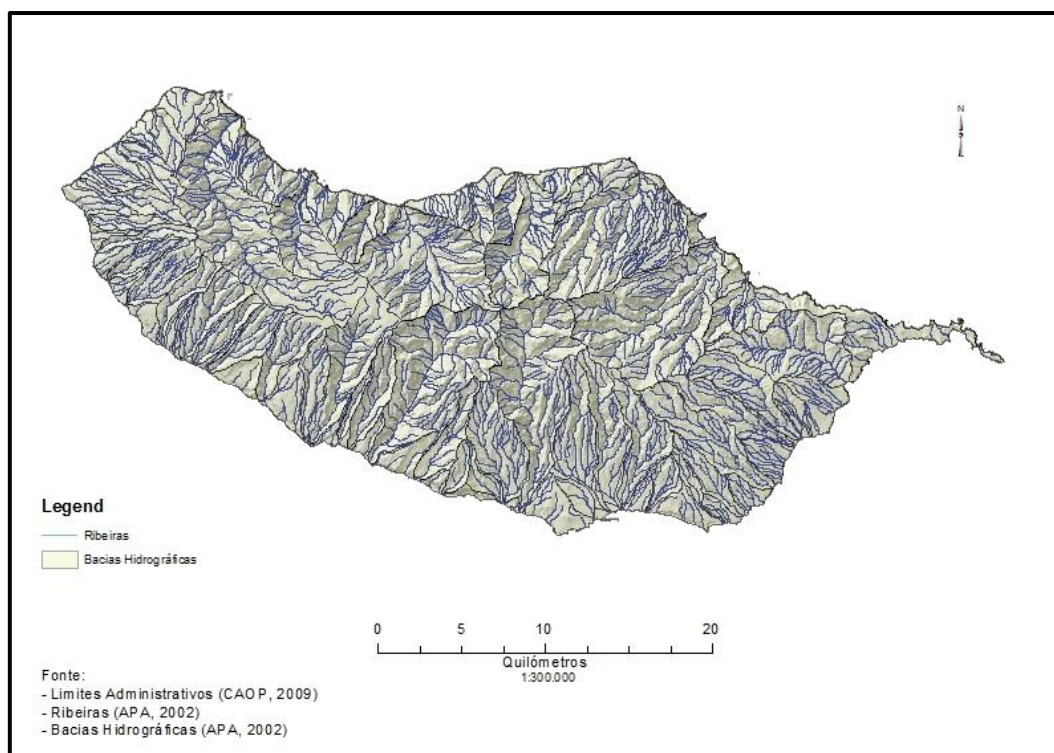 N
Legend
Ribeiras
Bacias Hidrográficas
0 5 10 20
Quilómetros
1:300.000
Fonte:
- Limites Administrativos (CAOP, 2009)
- Ribeiras (APA, 2002)
- Bacias Hidrográficas (APA, 2002)